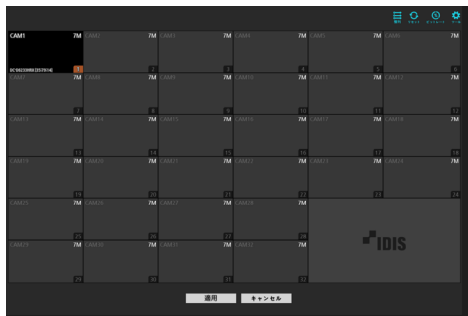 CAM1 7M CAM2 7M CAM3 7M CAM4 7M CAM5 7M CAM6 7M
1 2 3 4 5 6
CAM7 7M CAM8 7M CAM9 7M CAM10 7M CAM11 7M CAM12 7M
7 8 9 10 11 12
CAM13 7M CAM14 7M CAM15 7M CAM16 7M CAM17 7M CAM18 7M
13 14 15 16 17 18
CAM19 7M CAM20 7M CAM21 7M CAM22 7M CAM23 7M CAM24 7M
19 20 21 22 23 24
CAM25 7M CAM26 7M CAM27 7M CAM28 7M
25 26 27 28
IDIS
CAM29 7M CAM30 7M CAM31 7M CAM32 7M
29 30 31 32
適用 キャンセル